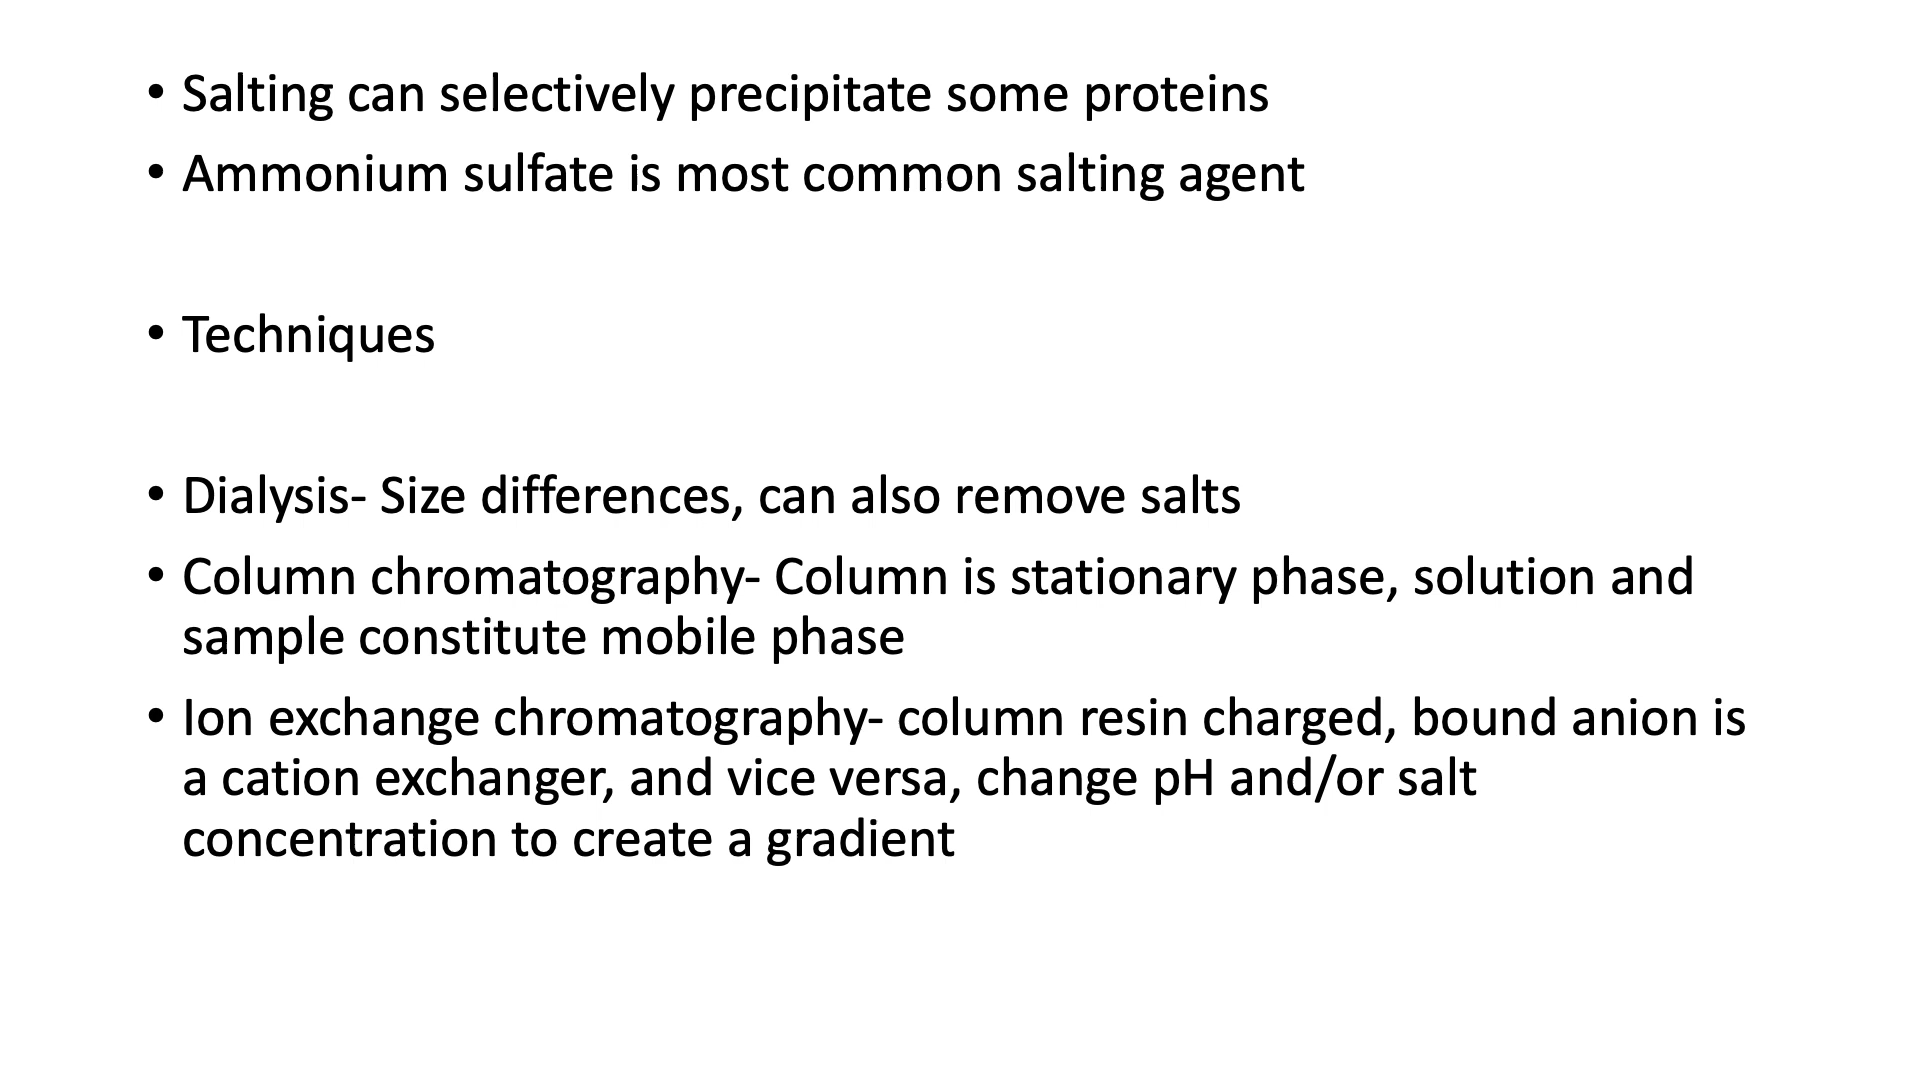 • Salting can selectively precipitate some proteins
• Ammonium sulfate is most common salting agent
• Techniques
• Dialysis- Size differences, can also remove salts
• Column chromatography- Column is stationary phase, solution and
sample constitute mobile phase
• Ion exchange chromatography- column resin charged, bound anion is
a cation exchanger, and vice versa, change pH and/or salt
concentration to create a gradient